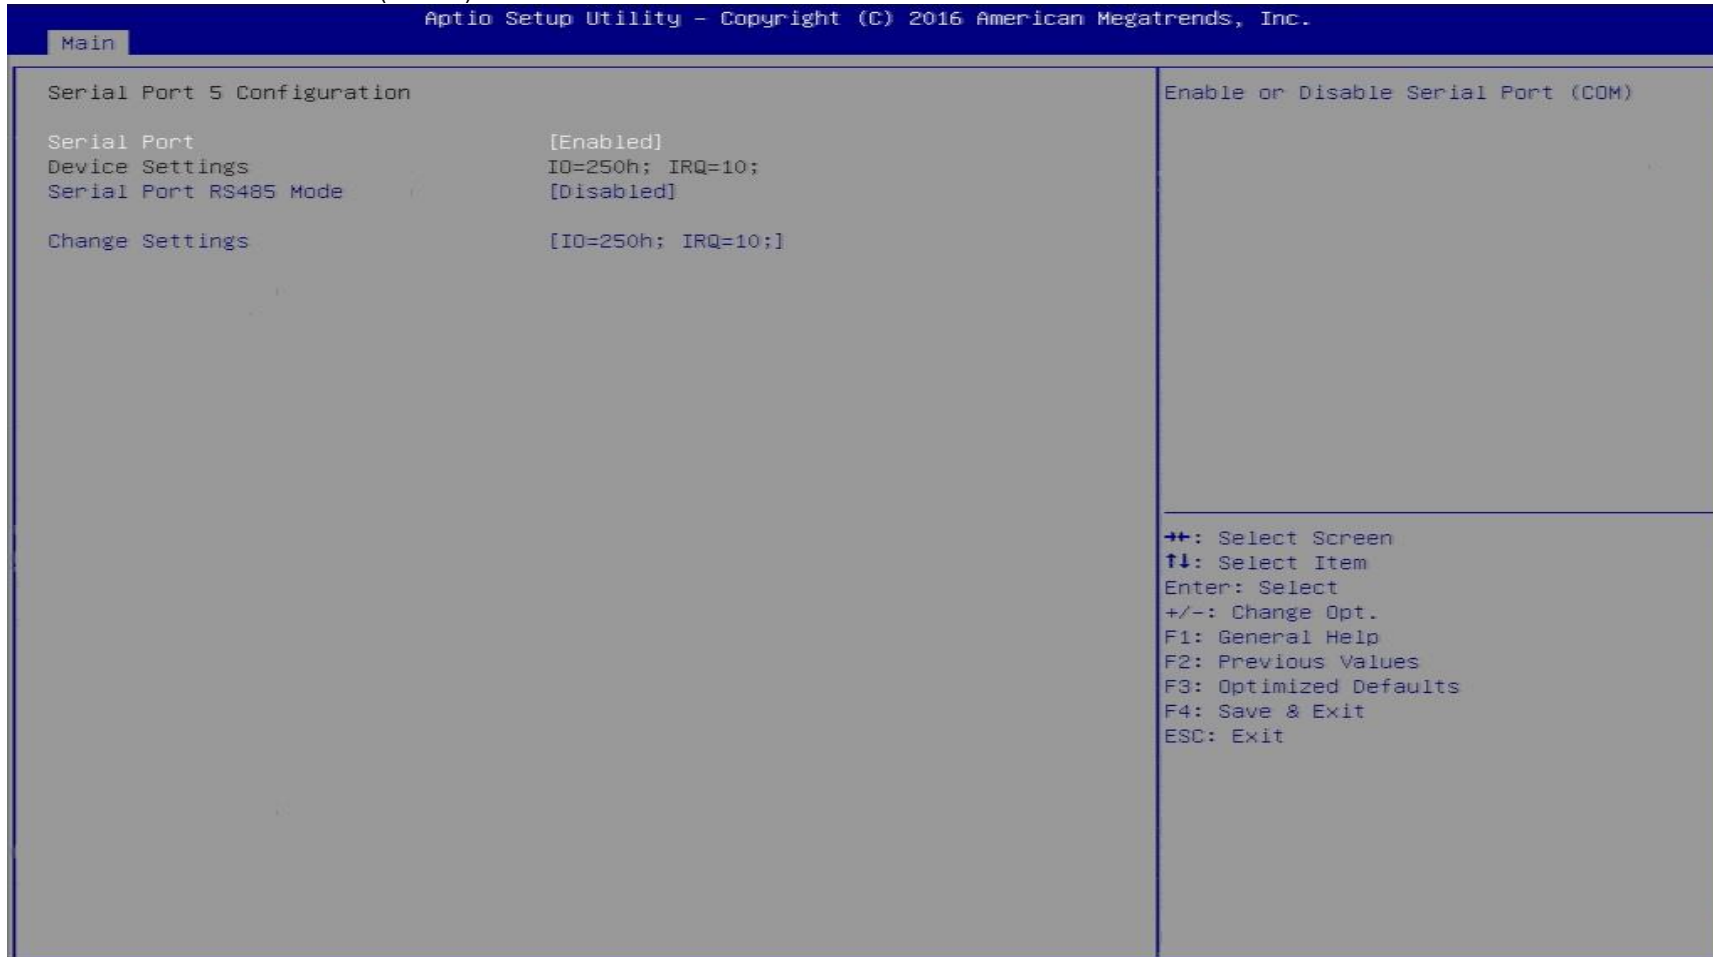 Aptio Setup Utility – Copyright (C) 2016 American Megatrends, Inc.
Main
Serial Port 5 Configuration
Serial Port [Enabled]
Device Settings IO=250h; IRQ=10;
Serial Port RS485 Mode [Disabled]
Change Settings [IO=250h; IRQ=10;]
Enable or Disable Serial Port (COM)
→←: Select Screen
↑↓: Select Item
Enter: Select
+/-: Change Opt.
F1: General Help
F2: Previous Values
F3: Optimized Defaults
F4: Save & Exit
ESC: Exit